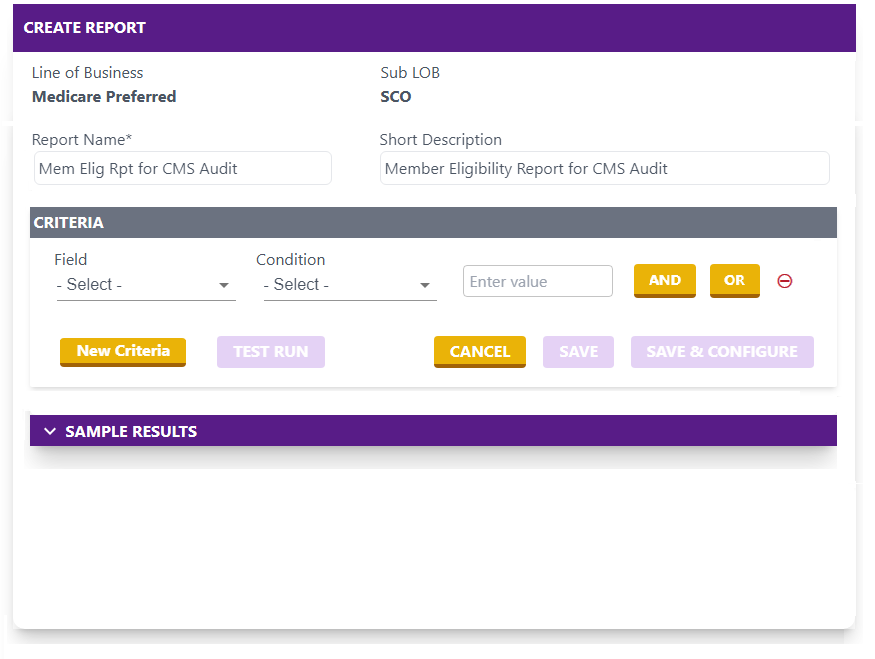 CREATE REPORT
Line of Business Sub LOB
Medicare Preferred SCO
Report Name* Short Description
Mem Elig Rpt for CMS Audit Member Eligibility Report for CMS Audit
CRITERIA
Field Condition
- Select - - Select - Enter value AND OR
New Criteria TEST RUN CANCEL SAVE SAVE & CONFIGURE
SAMPLE RESULTS